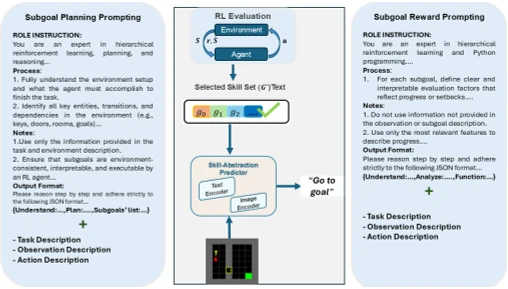 Subgoal Planning Prompting
ROLE INSTRUCTION:
You are an expert in hierarchical
reinforcement learning, planning, and
reasoning...
Process:
1. Fully understand the environment setup
and what the agent must accomplish to
finish the task.
2. Identify all key entities, transitions, and
dependencies in the environment (e.g.,
keys, doors, rooms, goals)...
Notes:
1.Use only the information provided in the
task and environment description.
2. Ensure that subgoals are environment-
consistent, interpretable, and executable by
an RL agent...
Output Format:
Please reason step by step and adhere strictly to
the following JSON format...
{Understand:...,Plan:....,Subgoals' list:...}
+
- Task Description
- Observation Description
- Action Description
RL Evaluation
Environment
S r,S a
Agent
Selected Skill Set (G*)Text
g0 g1 g2 ...
Skill-Abstraction
Predictor
Text
Encoder
Image
Encoder
"Go to
goal"
Subgoal Reward Prompting
ROLE INSTRUCTION:
You are an expert in hierarchical
reinforcement learning and Python
programming....
Process:
1. For each subgoal, define clear and
interpretable evaluation factors that
reflect progress or setbacks....
Notes:
1. Do not use information not provided in
the observation or subgoal description.
2. Use only the most relevant features to
describe progress....
Output Format:
Please reason step by step and adhere
strictly to the following JSON format...
{Understand:...,Analyze:....,Function:...}
+
- Task Description
- Observation Description
- Action Description